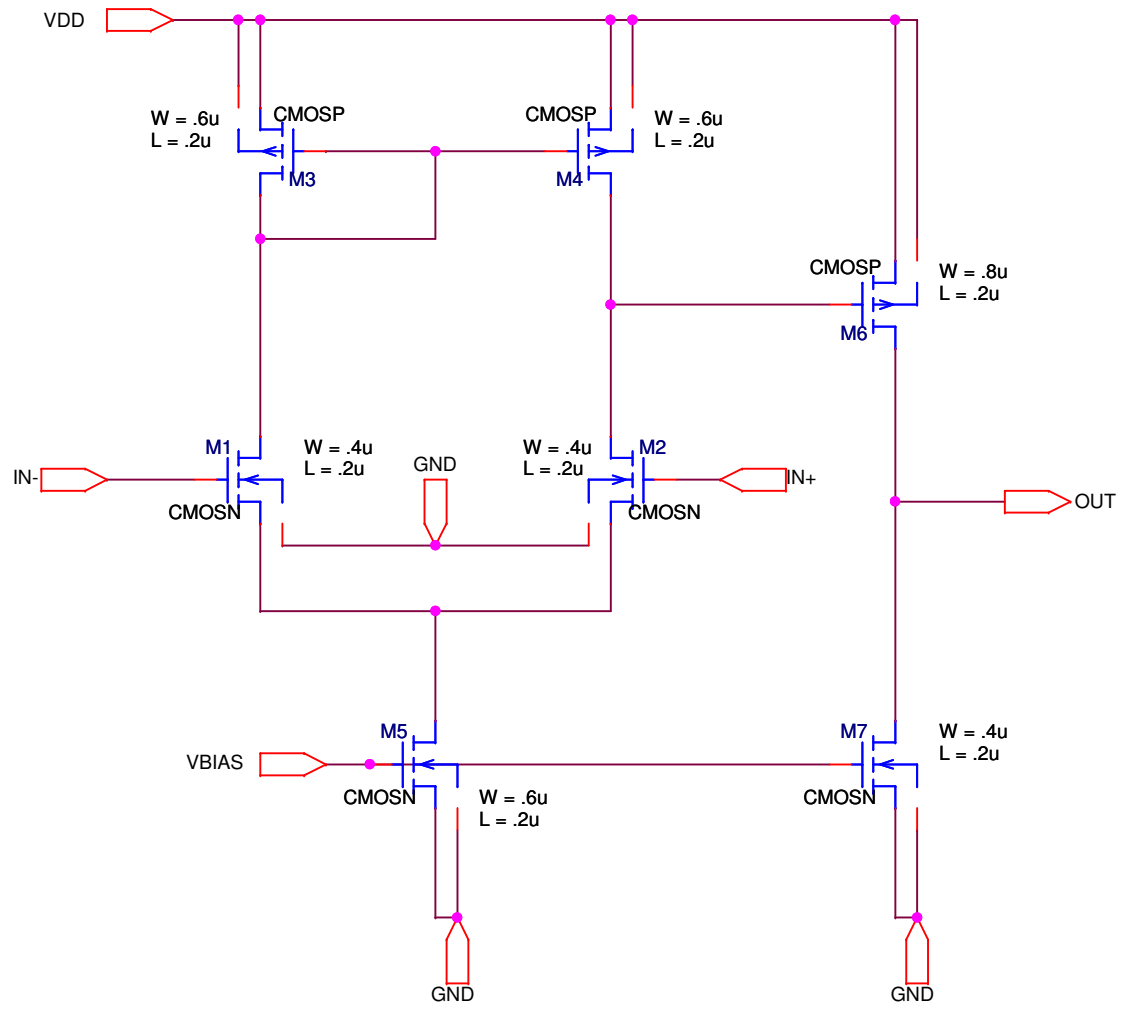 VDD
CMOSP
W = .6u
L = .2u
M3
CMOSP
W = .6u
L = .2u
M4
CMOSP
W = .8u
L = .2u
M6
M1
W = .4u
L = .2u
IN-
CMOSN
GND
W = .4u
L = .2u
M2
IN+
CMOSN
OUT
M5
VBIAS
CMOSN
W = .6u
L = .2u
M7
W = .4u
L = .2u
CMOSN
GND
GND